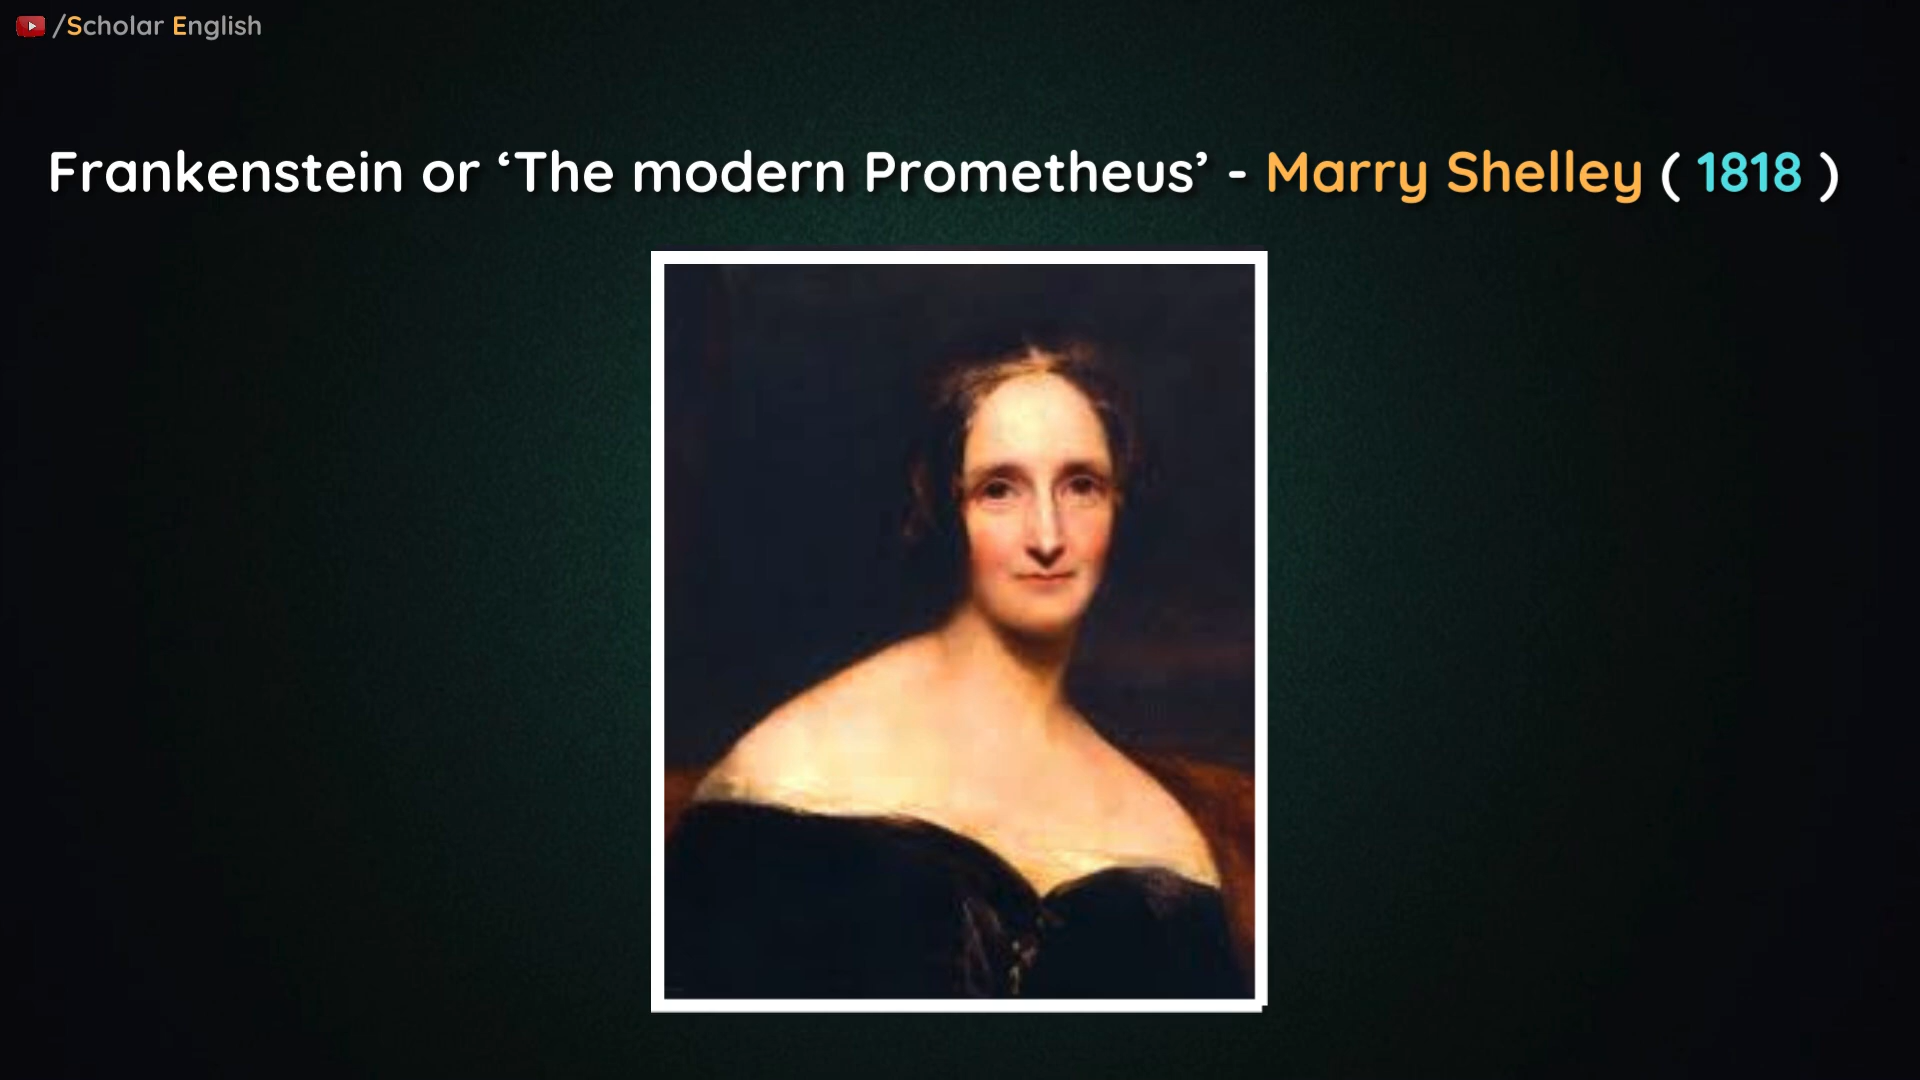 /Scholar English
Frankenstein or ‘The modern Prometheus’ - Marry Shelley ( 1818 )